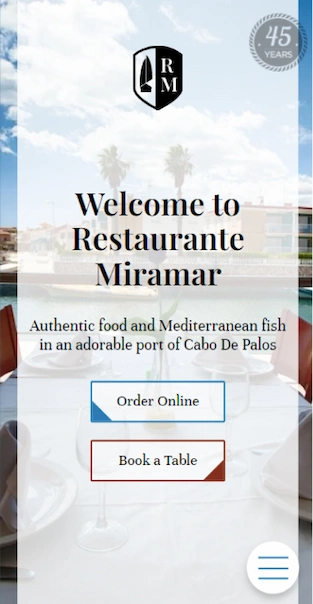 45
YEARS
R
M
Welcome to
Restaurante
Miramar
Authentic food and Mediterranean fish
in an adorable port of Cabo De Palos
Order Online
Book a Table